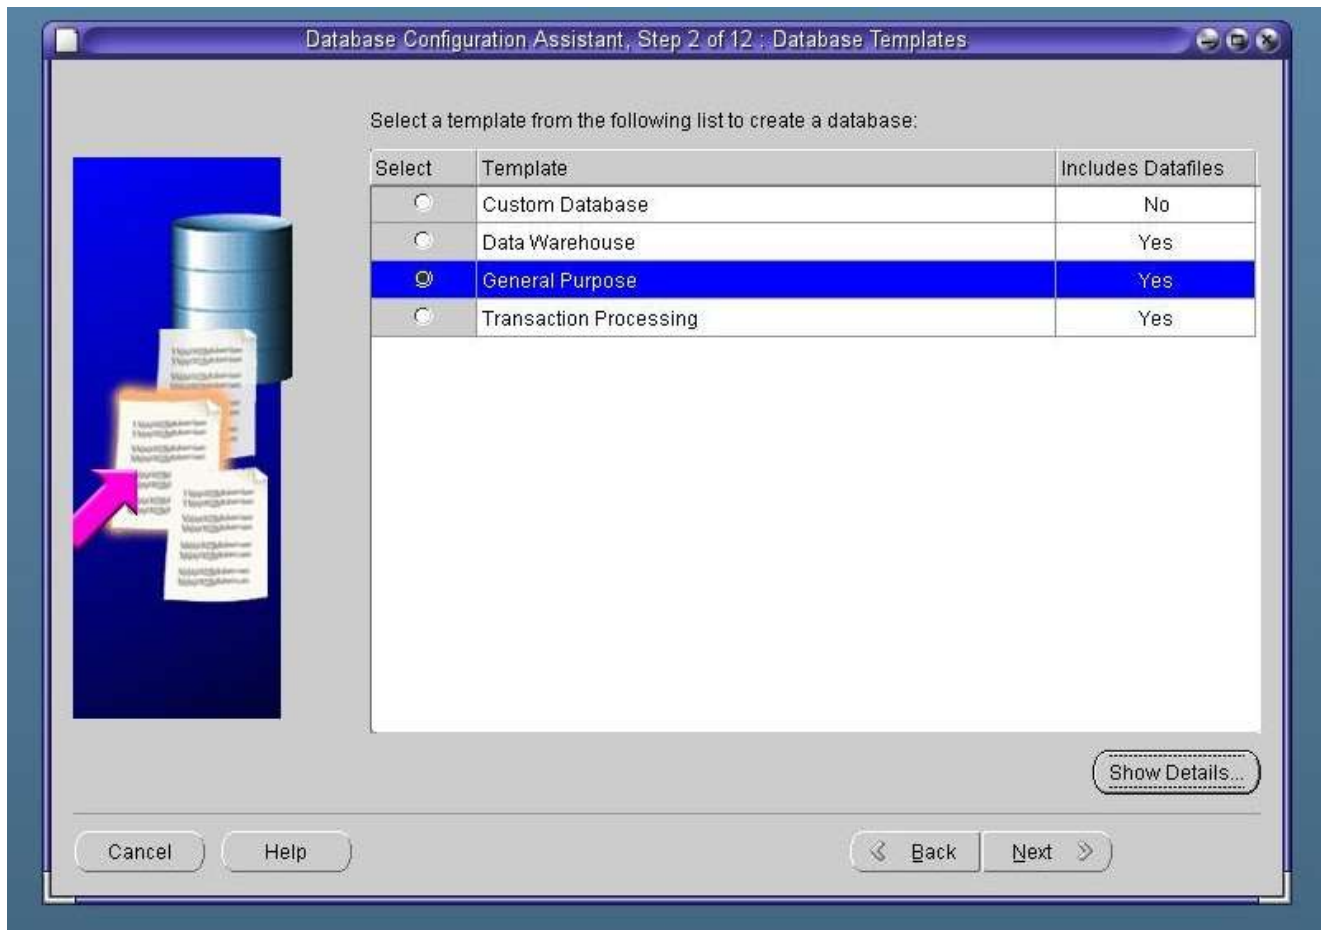 Database Configuration Assistant, Step 2 of 12 : Database Templates
Select a template from the following list to create a database:
Select Template Includes Datafiles
Custom Database No
Data Warehouse Yes
General Purpose Yes
Transaction Processing Yes
Show Details...
Cancel Help Back Next